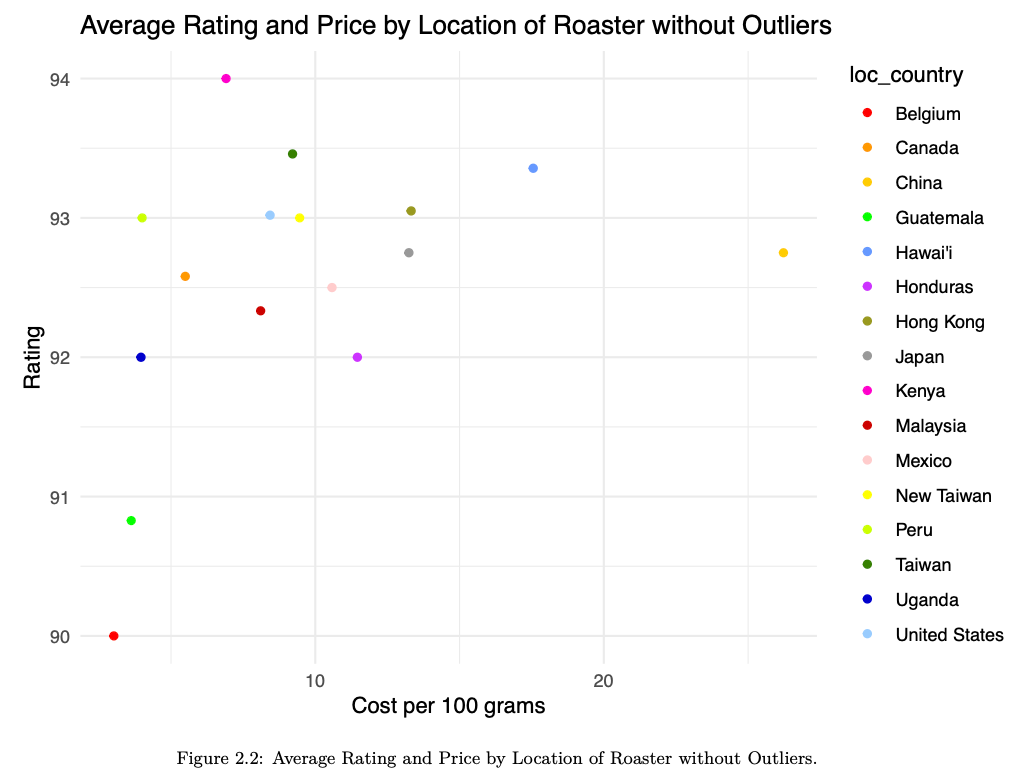 Average Rating and Price by Location of Roaster without Outliers
94
93
92
91
90
Rating
10 20
Cost per 100 grams
loc_country
Belgium
Canada
China
Guatemala
Hawai'i
Honduras
Hong Kong
Japan
Kenya
Malaysia
Mexico
New Taiwan
Peru
Taiwan
Uganda
United States
Figure 2.2: Average Rating and Price by Location of Roaster without Outliers.